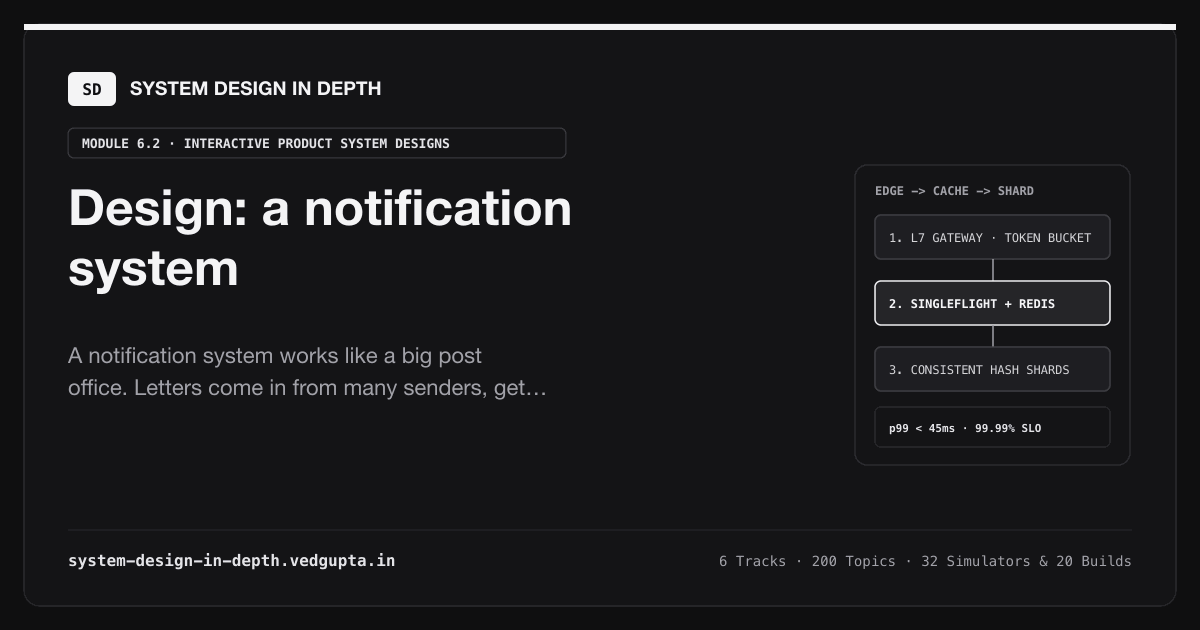 SD
SYSTEM DESIGN IN DEPTH
MODULE 6.2 · INTERACTIVE PRODUCT SYSTEM DESIGNS
Design: a notification
system
A notification system works like a big post
office. Letters come in from many senders, get…
EDGE –> CACHE –> SHARD
1. L7 GATEWAY · TOKEN BUCKET
2. SINGLEFLIGHT + REDIS
3. CONSISTENT HASH SHARDS
p99 < 45ms · 99.99% SLO
system-design-in-depth.vedgupta.in
6 Tracks · 200 Topics · 32 Simulators & 20 Builds